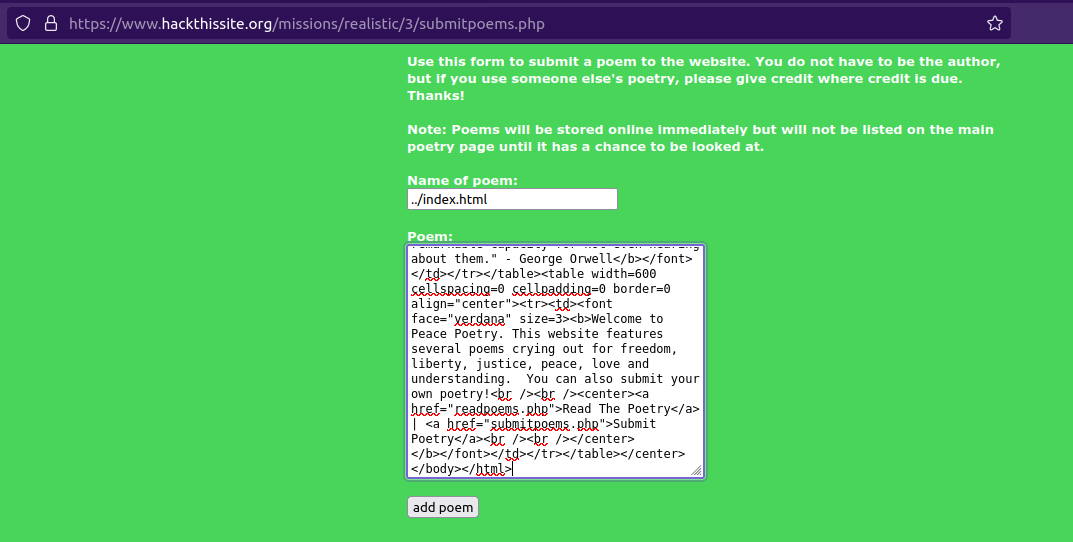 https://www.hackthissite.org/missions/realistic/3/submitpoems.php
Use this form to submit a poem to the website. You do not have to be the author,
but if you use someone else's poetry, please give credit where credit is due.
Thanks!
Note: Poems will be stored online immediately but will not be listed on the main
poetry page until it has a chance to be looked at.
Name of poem:
../index.html
Poem:
remarkable capacity for not even hearing
about them." - George Orwell</b></font>
</td></tr></table><table width=600
cellspacing=0 cellpadding=0 border=0
align="center"><tr><td><font
face="verdana" size=3><b>Welcome to
Peace Poetry. This website features
several poems crying out for freedom,
liberty, justice, peace, love and
understanding.  You can also submit your
own poetry!<br /><br /><center><a
href="readpoems.php">Read The Poetry</a>
| <a href="submitpoems.php">Submit
Poetry</a><br /><br /></center>
</b></font></td></tr></table></center>
</body></html>
add poem